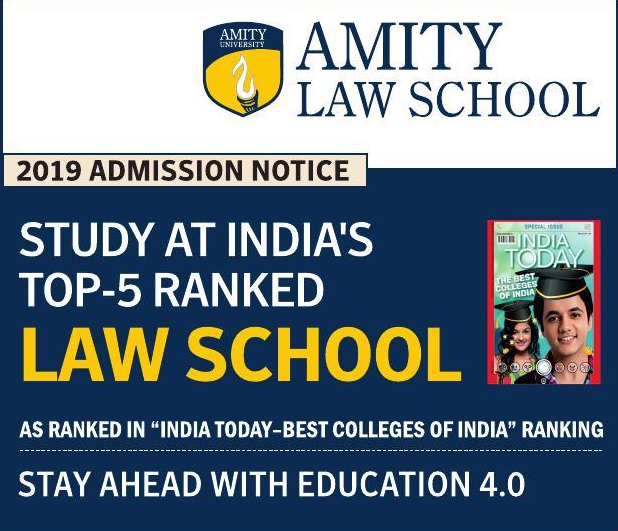 AMITY
UNIVERSITY
AMITY
LAW SCHOOL
2019 ADMISSION NOTICE
STUDY AT INDIA'S
TOP-5 RANKED
LAW SCHOOL
SPECIAL ISSUE
INDIA
TODAY
THE BEST
COLLEGES
OF INDIA
AS RANKED IN “INDIA TODAY–BEST COLLEGES OF INDIA” RANKING
STAY AHEAD WITH EDUCATION 4.0